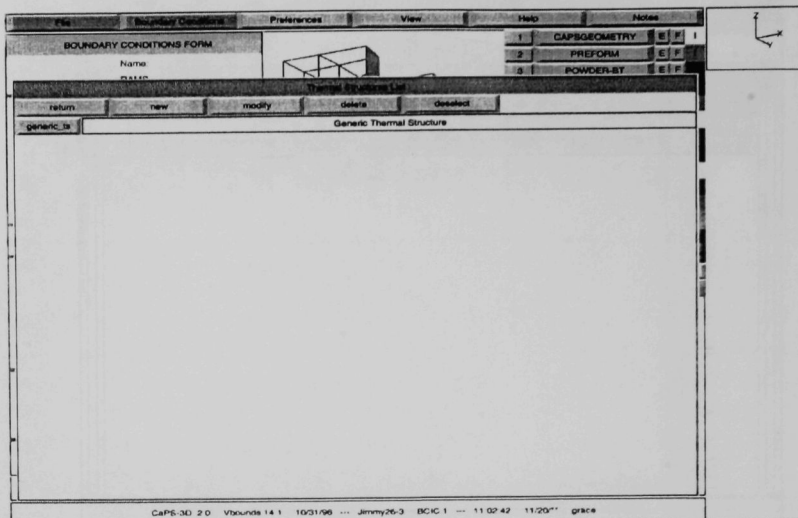 File Boundary Conditions Preferences View Help Notes
BOUNDARY CONDITIONS FORM
Name:
1 CAPSGEOMETRY E F I
2 PREFORM E F
3 POWDER-BT E F
Thermal Structures List
return new modify delete deselect
generic_ts Generic Thermal Structure
Z
X
Y
CaPS-3D 2.0 Vbounds 14.1 10/31/96 --- Jimmy26-3 BCIC 1 --- 11:02:42 grace